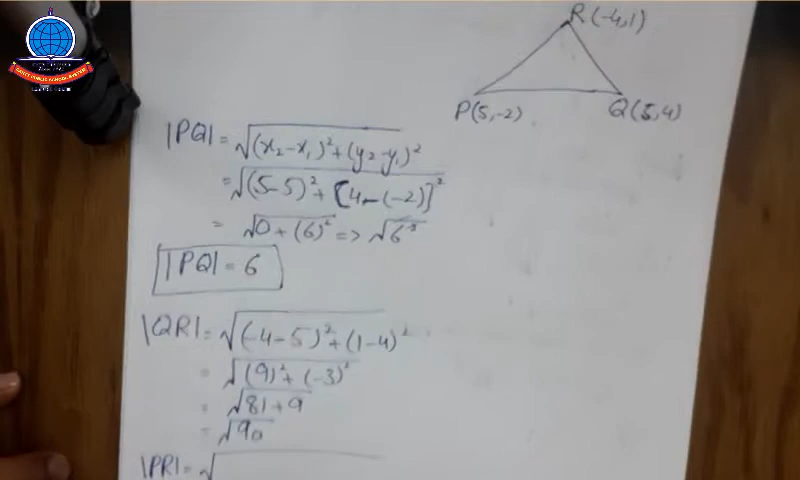 R(-4,1)
P(5,-2) Q(5,4)
|PQ| = √(x₂-x₁)²+(y₂-y₁)²
= √(5-5)²+[4-(-2)]²
= √0+(6)² => √6²
|PQ| = 6
|QR| = √(-4-5)²+(1-4)²
= √(9)²+(-3)²
= √81+9
= √90
|PR| = √